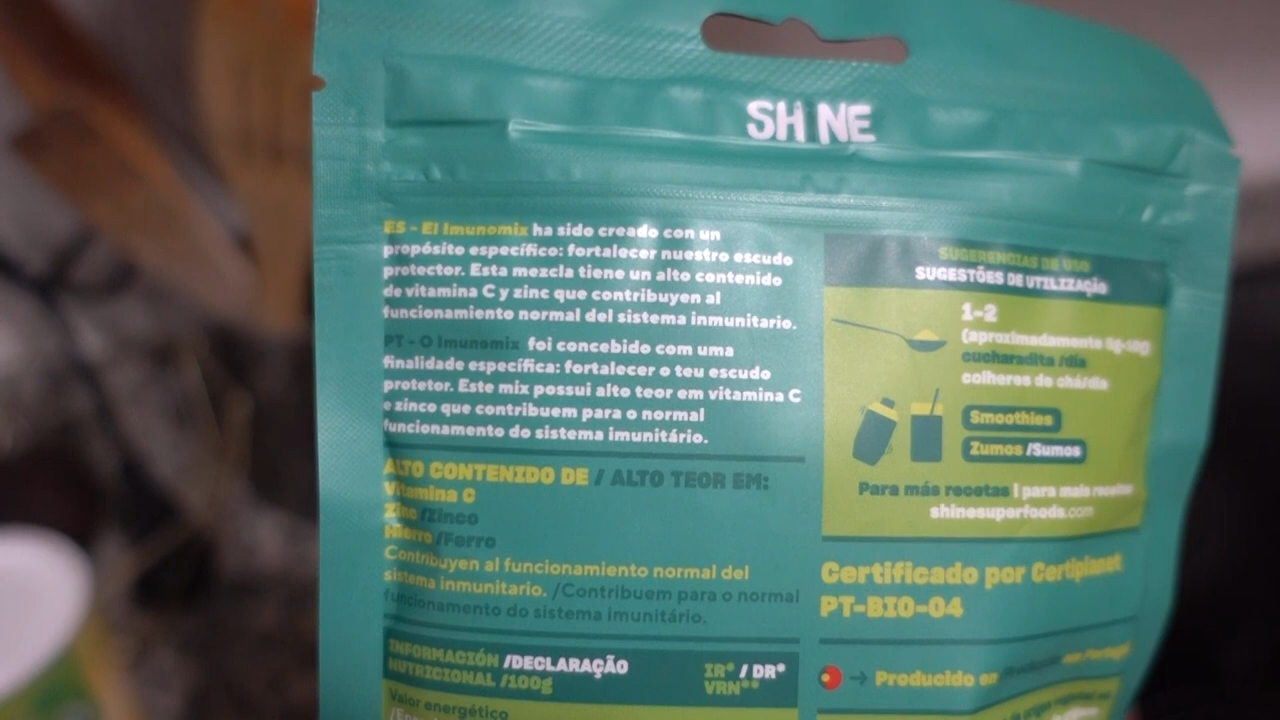 SHINE
ES - El Imunomix ha sido creado con un
propósito específico: fortalecer nuestro escudo
protector. Esta mezcla tiene un alto contenido
de vitamina C y zinc que contribuyen al
funcionamiento normal del sistema inmunitario.
PT - O Imunomix foi concebido com uma
finalidade específica: fortalecer o teu escudo
protetor. Este mix possui alto teor em vitamina C
e zinco que contribuem para o normal
funcionamento do sistema imunitário.
ALTO CONTENIDO DE / ALTO TEOR EM:
Vitamina C
Zinc /Zinco
Hierro /Ferro
Contribuyen al funcionamiento normal del
sistema inmunitario. /Contribuem para o normal
funcionamento do sistema imunitário.
INFORMACIÓN /DECLARAÇÃO
NUTRICIONAL /100g
IR* / DR*
VRN**
Valor energético
SUGERENCIAS DE USO
SUGESTÕES DE UTILIZAÇÃO
1-2
(aproximadamente 5g-10g)
cucharadita /día
colheres de chá/dia
Smoothies
Zumos /Sumos
Para más recetas | para mais receitas
shinesuperfoods.com
Certificado por Certiplanet
PT-BIO-04
Producido en